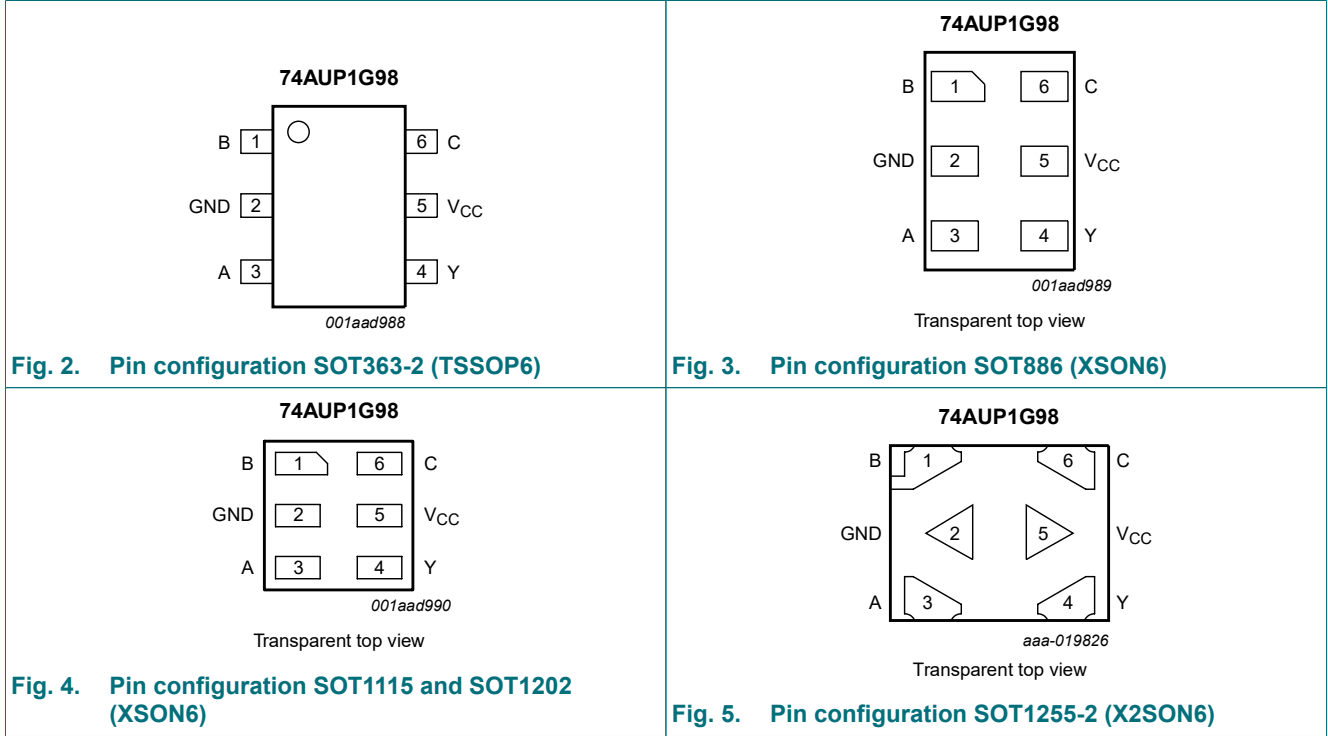 74AUP1G98
B 1 6 C
GND 2 5 VCC
A 3 4 Y
001aad988
Fig. 2. Pin configuration SOT363-2 (TSSOP6)
74AUP1G98
B 1 6 C
GND 2 5 VCC
A 3 4 Y
001aad989
Transparent top view
Fig. 3. Pin configuration SOT886 (XSON6)
74AUP1G98
B 1 6 C
GND 2 5 VCC
A 3 4 Y
001aad990
Transparent top view
Fig. 4. Pin configuration SOT1115 and SOT1202
(XSON6)
74AUP1G98
B 1 6 C
GND 2 5 VCC
A 3 4 Y
aaa-019826
Transparent top view
Fig. 5. Pin configuration SOT1255-2 (X2SON6)